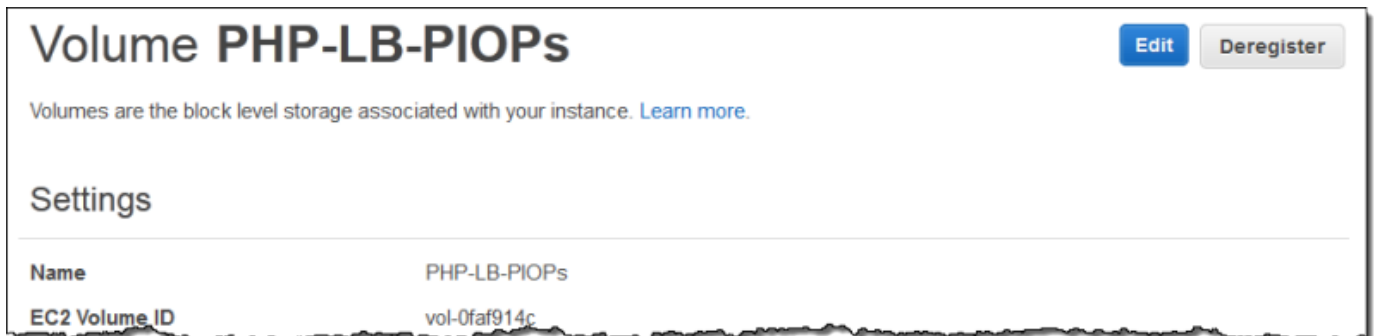 Volume PHP-LB-PIOPs
Edit
Deregister
Volumes are the block level storage associated with your instance. Learn more.
Settings
Name PHP-LB-PIOPs
EC2 Volume ID vol-0faf914c